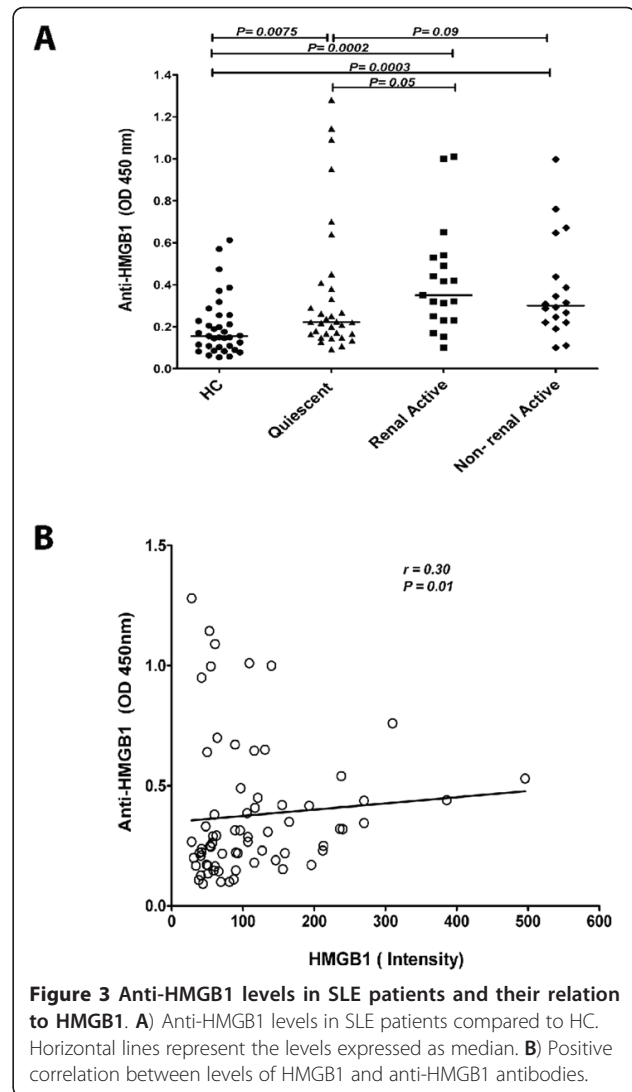 A
P= 0.0075
P= 0.09
P= 0.0002
P= 0.0003
P= 0.05
1.4
1.2
1.0
0.8
0.6
0.4
0.2
0.0
Anti-HMGB1 (OD 450 nm)
HC
Quiescent
Renal Active
Non- renal Active
B
r = 0.30
P = 0.01
1.5
1.0
0.5
0.0
Anti-HMGB1 (OD 450nm)
0 100 200 300 400 500 600
HMGB1 ( Intensity)
Figure 3 Anti-HMGB1 levels in SLE patients and their relation
to HMGB1. A) Anti-HMGB1 levels in SLE patients compared to HC.
Horizontal lines represent the levels expressed as median. B) Positive
correlation between levels of HMGB1 and anti-HMGB1 antibodies.